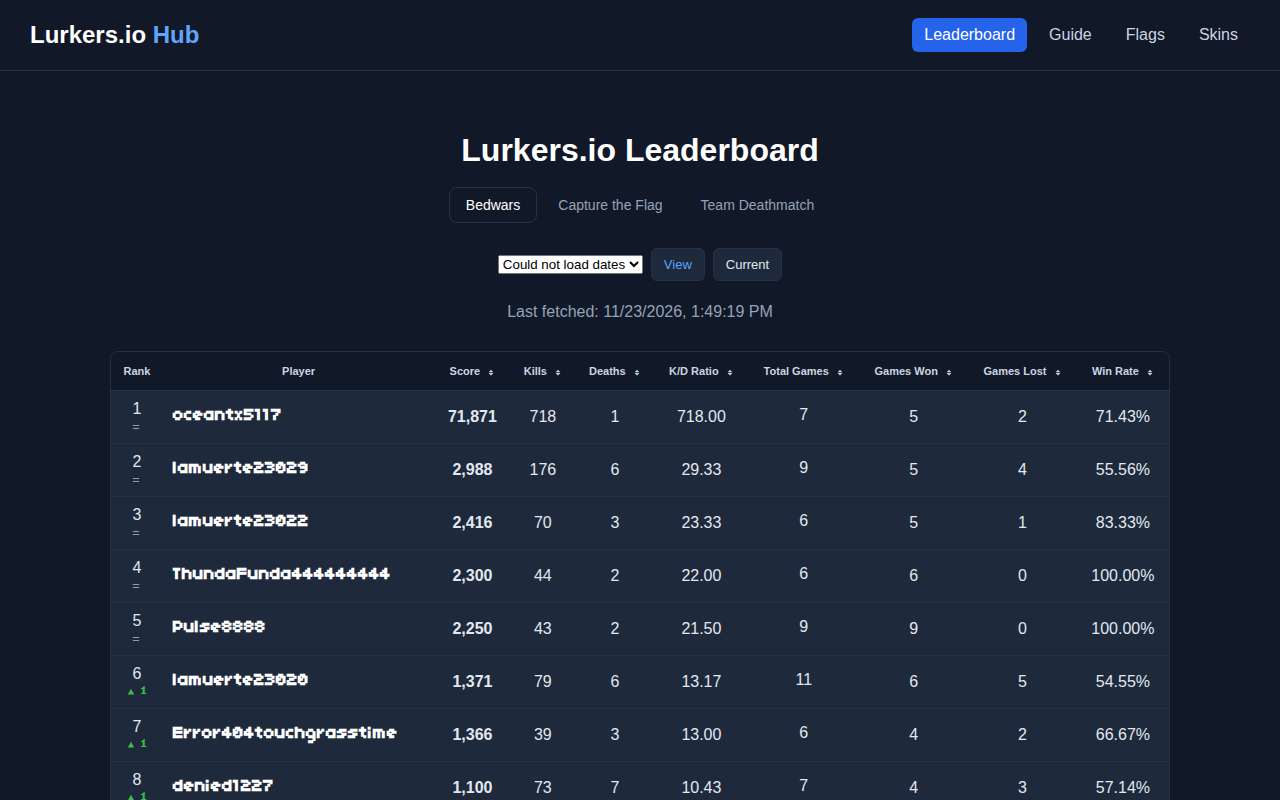 Lurkers.io Hub
Leaderboard Guide Flags Skins
Lurkers.io Leaderboard
Bedwars Capture the Flag Team Deathmatch
Could not load dates View Current
Last fetched: 11/23/2026, 1:49:19 PM
Rank Player Score Kills Deaths K/D Ratio Total Games Games Won Games Lost Win Rate
1 oceantx5117 71,871 718 1 718.00 7 5 2 71.43%
=
2 lamuerte23029 2,988 176 6 29.33 9 5 4 55.56%
=
3 lamuerte23022 2,416 70 3 23.33 6 5 1 83.33%
=
4 ThundaFunda444444444 2,300 44 2 22.00 6 6 0 100.00%
=
5 Pulse8888 2,250 43 2 21.50 9 9 0 100.00%
=
6 lamuerte23020 1,371 79 6 13.17 11 6 5 54.55%
▲ 1
7 Error404touchgrasstime 1,366 39 3 13.00 6 4 2 66.67%
▲ 1
8 denied1227 1,100 73 7 10.43 7 4 3 57.14%
▲ 1